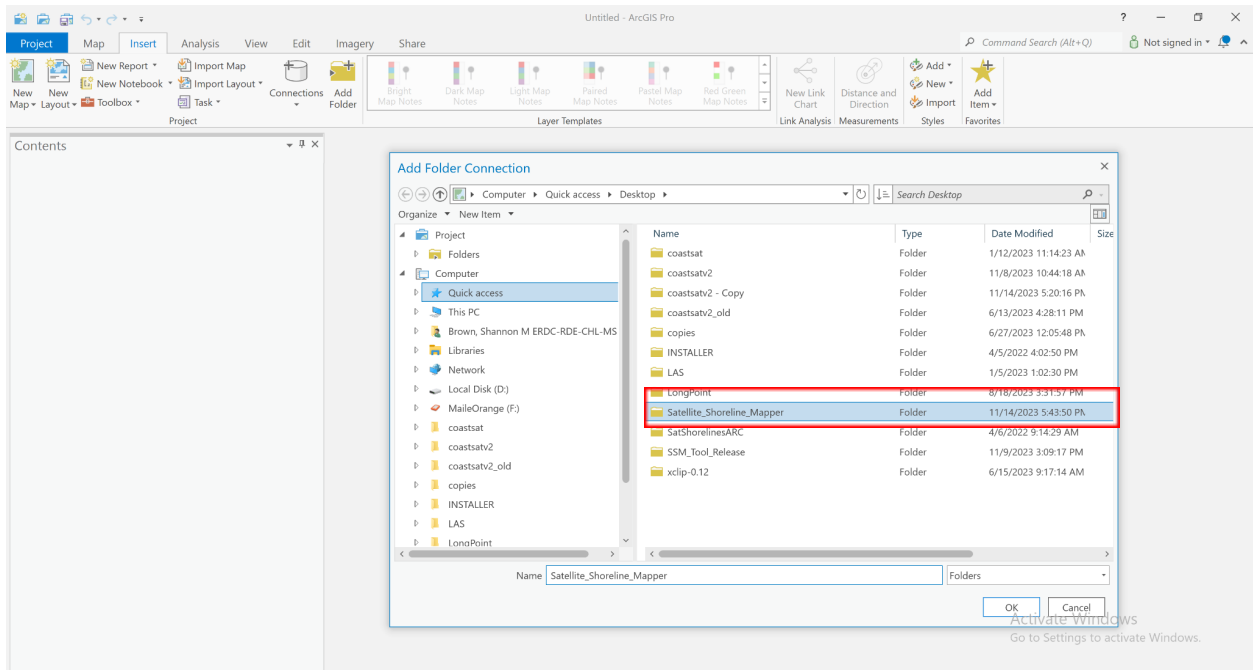 Untitled - ArcGIS Pro
?
Project Map Insert Analysis View Edit Imagery Share
Command Search (Alt+Q)
Not signed in
New Map
New Layout
New Report
New Notebook
Toolbox
Import Map
Import Layout
Task
Connections
Add Folder
Project
Bright Map Notes
Dark Map Notes
Light Map Notes
Paired Map Notes
Pastel Map Notes
Red Green Map Notes
Layer Templates
New Link Chart
Link Analysis
Distance and Direction
Measurements
Add
New
Import
Styles
Add Item
Favorites
Contents
Add Folder Connection
Computer Quick access Desktop
Search Desktop
Organize New Item
Project
Folders
Computer
Quick access
This PC
Brown, Shannon M ERDC-RDE-CHL-MS
Libraries
Network
Local Disk (D:)
MaileOrange (F:)
coastsat
coastsatv2
coastsatv2_old
copies
INSTALLER
LAS
LongPoint
Name Type Date Modified Size
coastsat Folder 1/12/2023 11:14:23 AM
coastsatv2 Folder 11/8/2023 10:44:18 AM
coastsatv2 - Copy Folder 11/14/2023 5:20:16 PM
coastsatv2_old Folder 6/13/2023 4:28:11 PM
copies Folder 6/27/2023 12:05:48 PM
INSTALLER Folder 4/5/2022 4:02:50 PM
LAS Folder 1/5/2023 1:02:30 PM
LongPoint Folder 8/18/2023 3:31:57 PM
Satellite_Shoreline_Mapper Folder 11/14/2023 5:43:50 PM
SatShorelinesARC Folder 4/6/2022 9:14:29 AM
SSM_Tool_Release Folder 11/9/2023 3:09:17 PM
xclip-0.12 Folder 6/15/2023 9:17:14 AM
Name Satellite_Shoreline_Mapper Folders
OK Cancel
Activate Windows
Go to Settings to activate Windows.